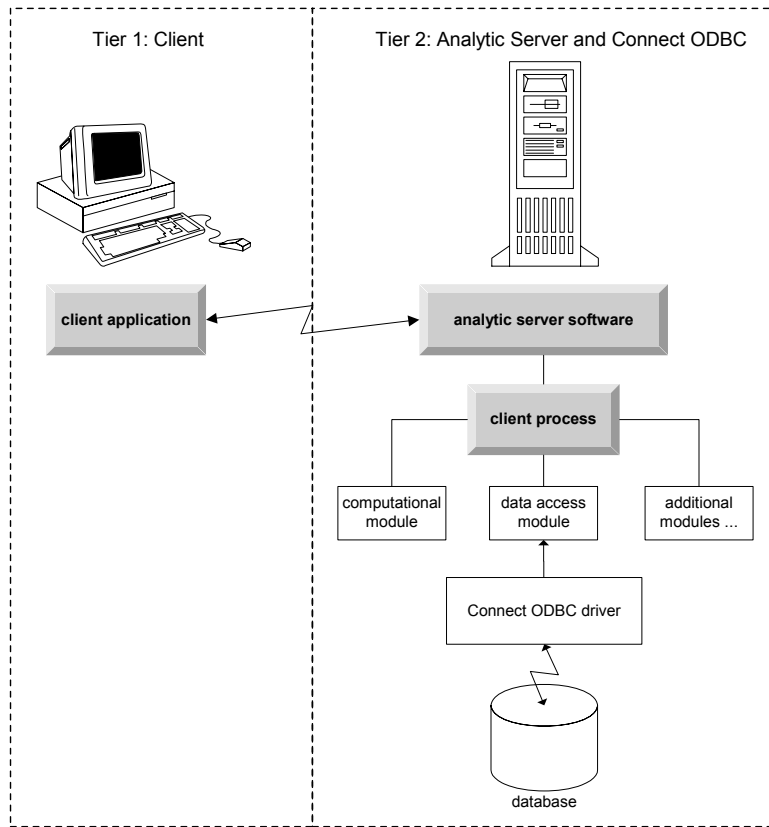 Tier 1: Client
Tier 2: Analytic Server and Connect ODBC
client application
analytic server software
client process
computational
module
data access
module
additional
modules ...
Connect ODBC driver
database